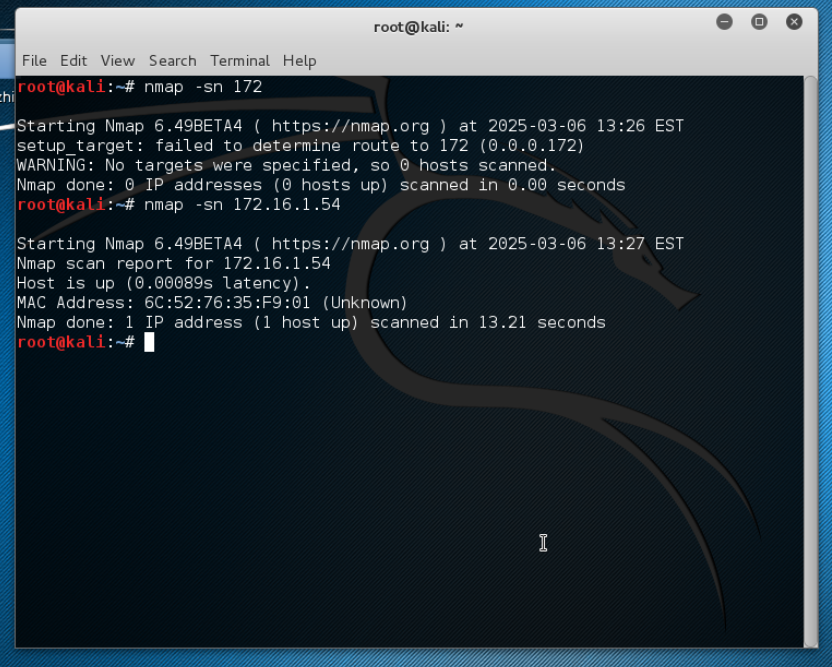 root@kali: ~
File Edit View Search Terminal Help
root@kali:~# nmap -sn 172
Starting Nmap 6.49BETA4 ( https://nmap.org ) at 2025-03-06 13:26 EST
setup_target: failed to determine route to 172 (0.0.0.172)
WARNING: No targets were specified, so 0 hosts scanned.
Nmap done: 0 IP addresses (0 hosts up) scanned in 0.00 seconds
root@kali:~# nmap -sn 172.16.1.54
Starting Nmap 6.49BETA4 ( https://nmap.org ) at 2025-03-06 13:27 EST
Nmap scan report for 172.16.1.54
Host is up (0.00089s latency).
MAC Address: 6C:52:76:35:F9:01 (Unknown)
Nmap done: 1 IP address (1 host up) scanned in 13.21 seconds
root@kali:~#